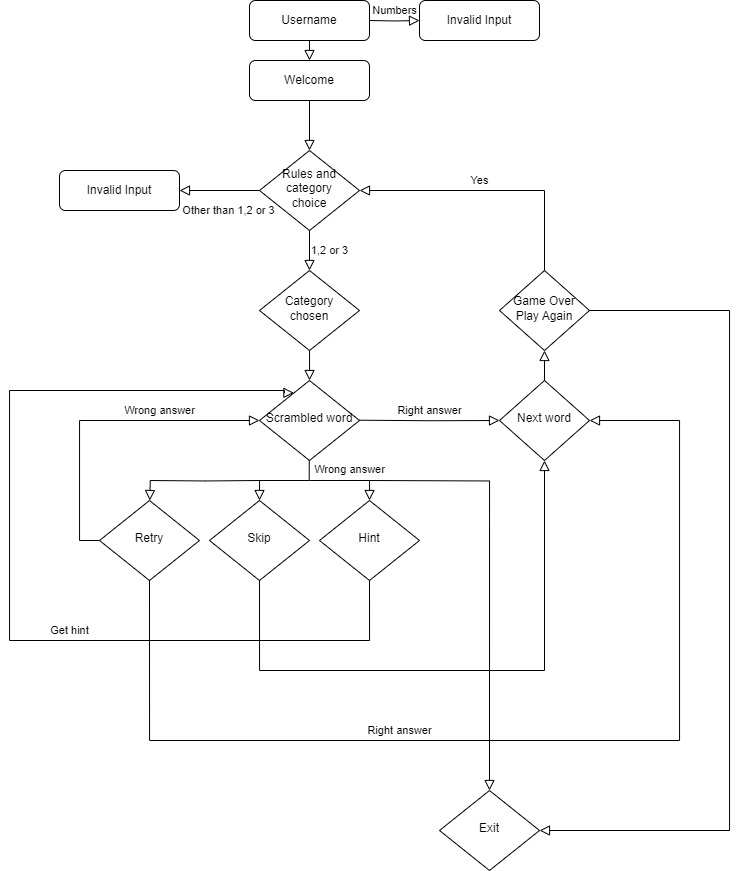 Username
Numbers
Invalid Input
Welcome
Rules and
category
choice
Invalid Input
Other than 1,2 or 3
Yes
1,2 or 3
Category
chosen
Game Over
Play Again
Wrong answer
Scrambled word
Right answer
Next word
Wrong answer
Retry
Skip
Hint
Get hint
Right answer
Exit